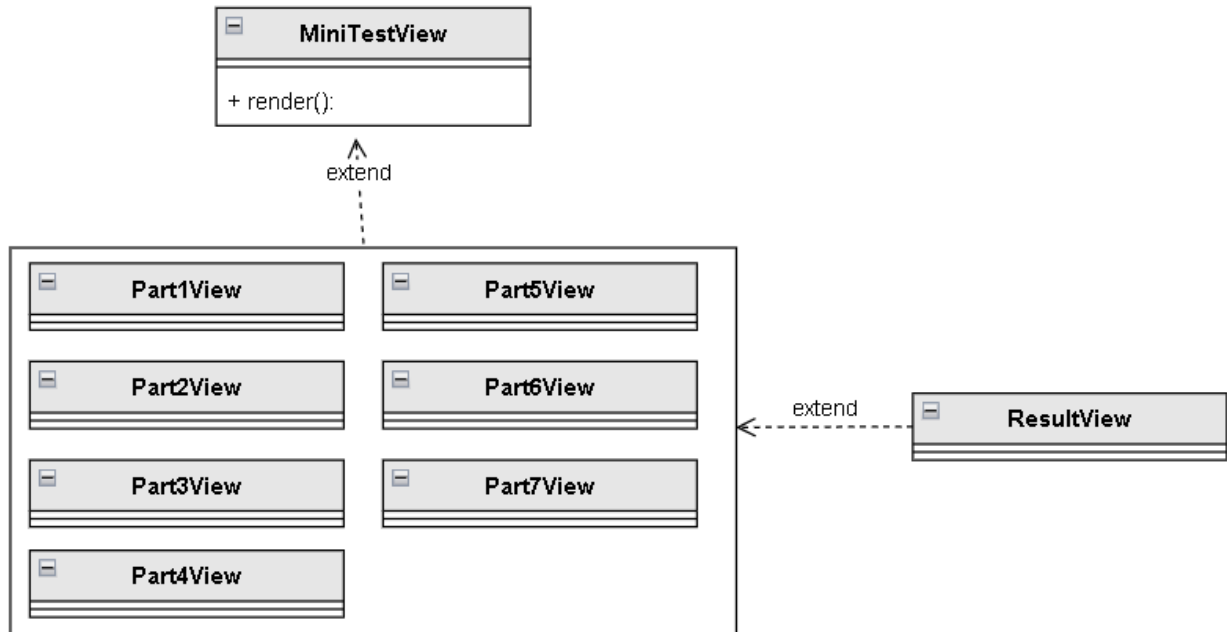 MiniTestView
+ render():
extend
Part1View
Part5View
Part2View
Part6View
extend
ResultView
Part3View
Part7View
Part4View